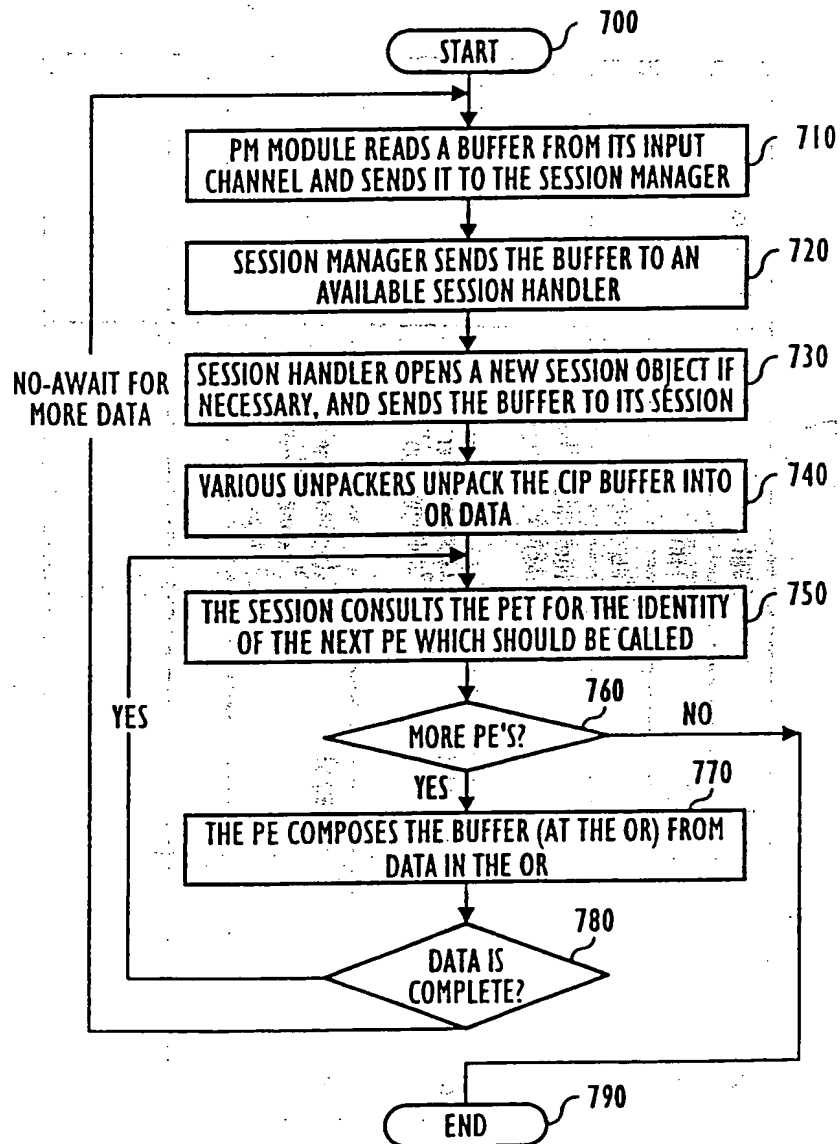 700
START
PM MODULE READS A BUFFER FROM ITS INPUT
CHANNEL AND SENDS IT TO THE SESSION MANAGER
710
SESSION MANAGER SENDS THE BUFFER TO AN
AVAILABLE SESSION HANDLER
720
NO-AWAIT FOR
MORE DATA
SESSION HANDLER OPENS A NEW SESSION OBJECT IF
NECESSARY, AND SENDS THE BUFFER TO ITS SESSION
730
VARIOUS UNPACKERS UNPACK THE CIP BUFFER INTO
OR DATA
740
THE SESSION CONSULTS THE PET FOR THE IDENTITY
OF THE NEXT PE WHICH SHOULD BE CALLED
750
YES
MORE PE'S?
760
NO
YES
770
THE PE COMPOSES THE BUFFER (AT THE OR) FROM
DATA IN THE OR
780
DATA IS
COMPLETE?
790
END